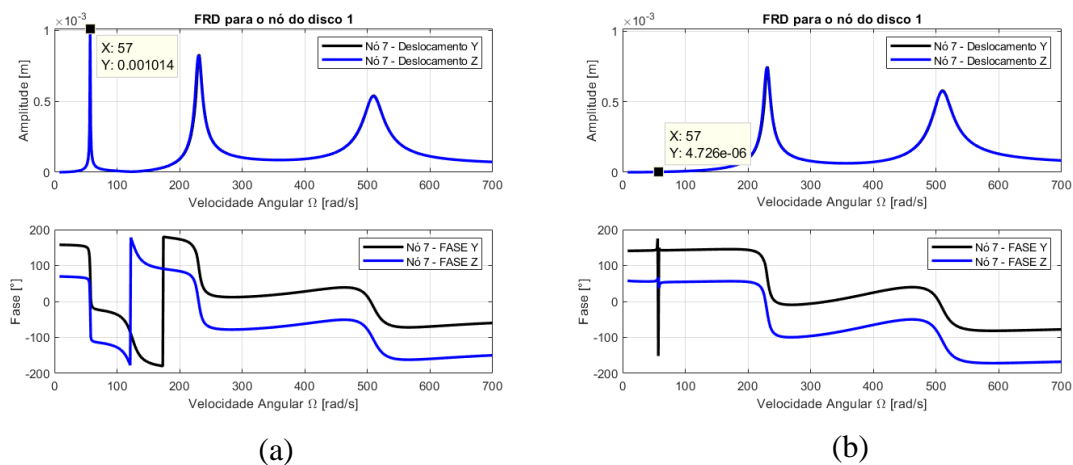 FRD para o nó do disco 1
×10⁻³
Amplitude [m]
1
0.5
0
X: 57
Y: 0.001014
Nó 7 - Deslocamento Y
Nó 7 - Deslocamento Z
0 100 200 300 400 500 600 700
Velocidade Angular Ω [rad/s]
Fase [°]
200
100
0
-100
-200
Nó 7 - FASE Y
Nó 7 - FASE Z
0 100 200 300 400 500 600 700
Velocidade Angular Ω [rad/s]
(a)
FRD para o nó do disco 1
×10⁻³
Amplitude [m]
1
0.5
0
X: 57
Y: 4.726e-06
Nó 7 - Deslocamento Y
Nó 7 - Deslocamento Z
0 100 200 300 400 500 600 700
Velocidade Angular Ω [rad/s]
Fase [°]
200
100
0
-100
-200
Nó 7 - FASE Y
Nó 7 - FASE Z
0 100 200 300 400 500 600 700
Velocidade Angular Ω [rad/s]
(b)